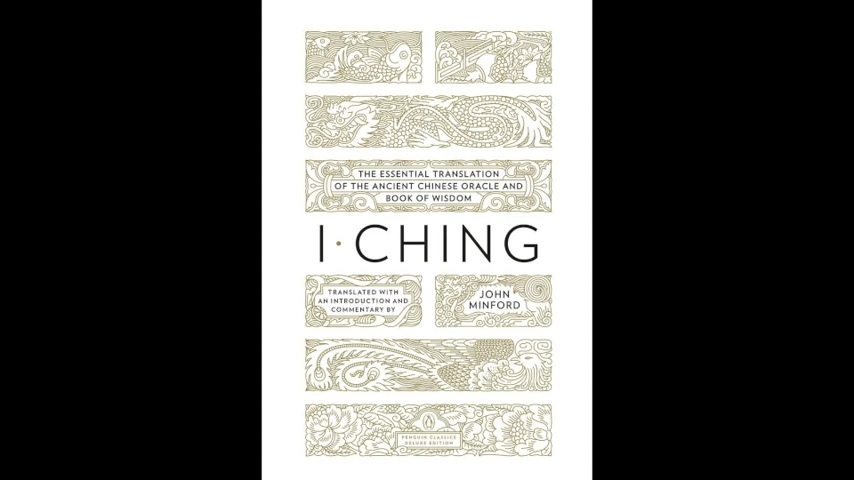 THE ESSENTIAL TRANSLATION
OF THE ANCIENT CHINESE ORACLE AND
BOOK OF WISDOM
I·CHING
TRANSLATED WITH
AN INTRODUCTION AND
COMMENTARY BY
JOHN
MINFORD
PENGUIN CLASSICS
DELUXE EDITION